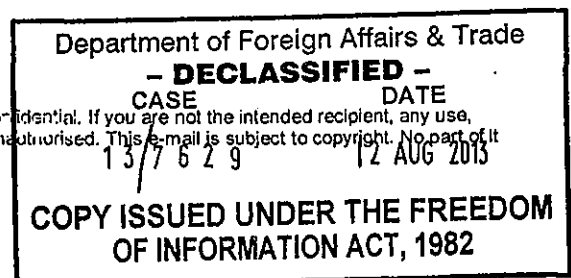 Department of Foreign Affairs & Trade
– DECLASSIFIED –
CASE DATE
If you are not the intended recipient, any use,
This e-mail is subject to copyright. No part of it
13/7629 12 AUG 2013
COPY ISSUED UNDER THE FREEDOM
OF INFORMATION ACT, 1982